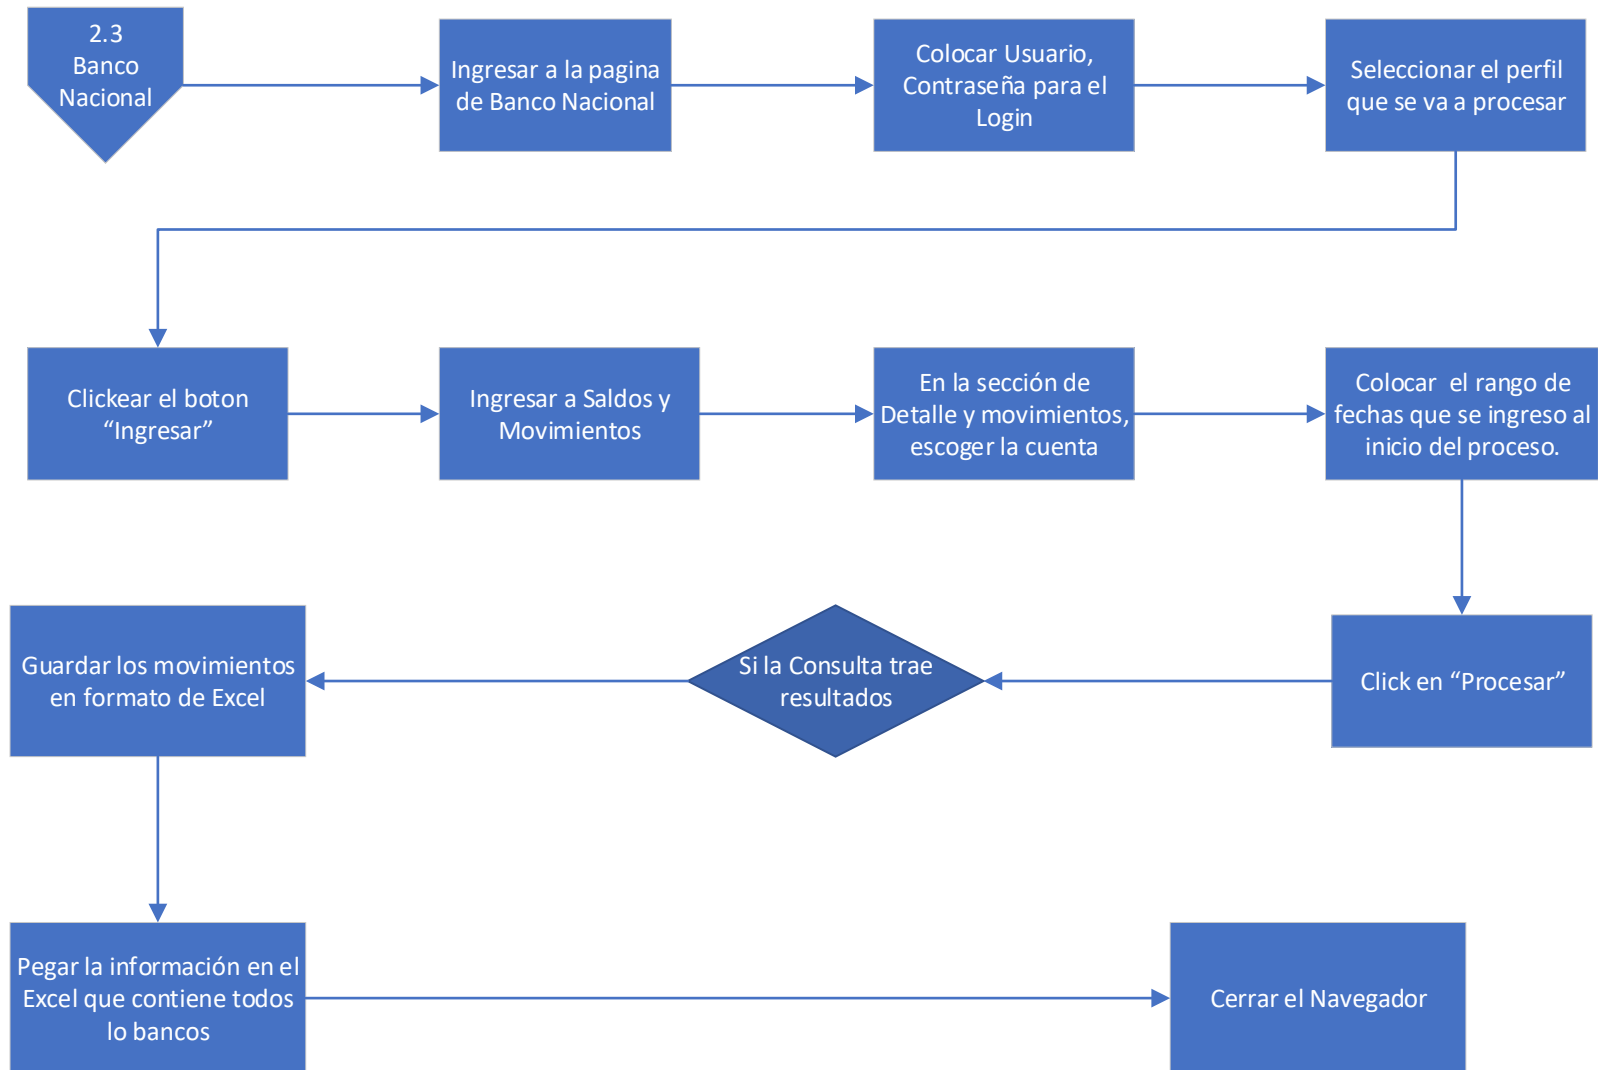 2.3
Banco
Nacional
Ingresar a la pagina
de Banco Nacional
Colocar Usuario,
Contraseña para el
Login
Seleccionar el perfil
que se va a procesar
Clickear el boton
“Ingresar”
Ingresar a Saldos y
Movimientos
En la sección de
Detalle y movimientos,
escoger la cuenta
Colocar  el rango de
fechas que se ingreso al
inicio del proceso.
Guardar los movimientos
en formato de Excel
Si la Consulta trae
resultados
Click en “Procesar”
Pegar la información en el
Excel que contiene todos
lo bancos
Cerrar el Navegador